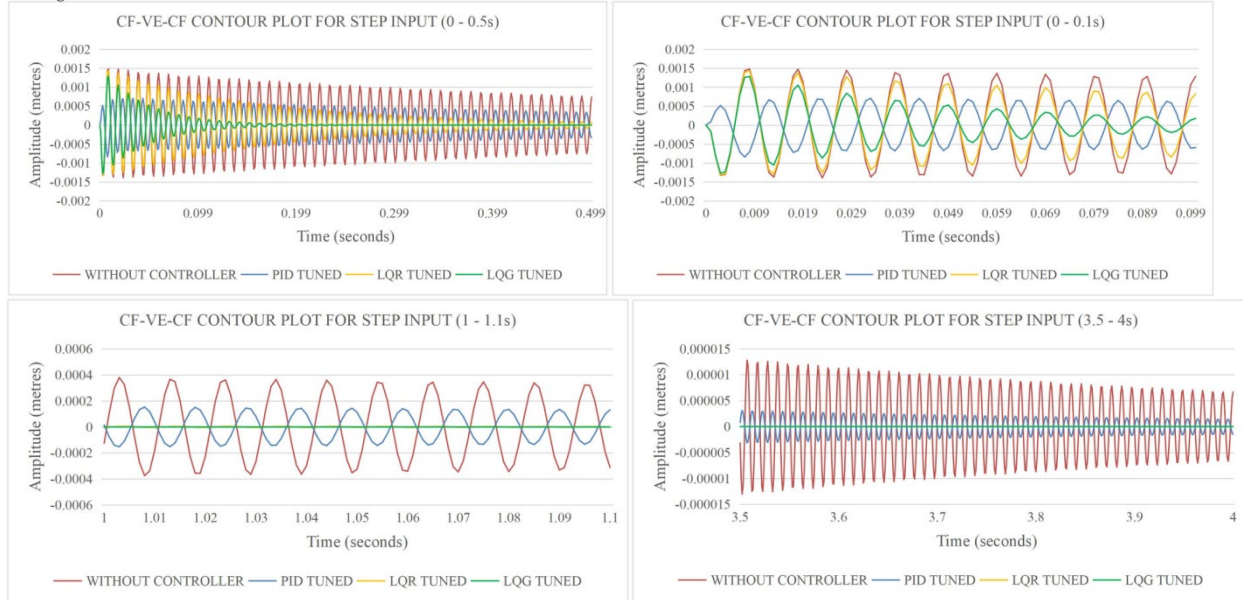 CF-VE-CF CONTOUR PLOT FOR STEP INPUT (0 - 0.5s)
0.002
0.0015
0.001
0.0005
0
-0.0005
-0.001
-0.0015
-0.002
Amplitude (metres)
0 0.099 0.199 0.299 0.399 0.499
Time (seconds)
WITHOUT CONTROLLER PID TUNED LQR TUNED LQG TUNED
CF-VE-CF CONTOUR PLOT FOR STEP INPUT (0 - 0.1s)
0.002
0.0015
0.001
0.0005
0
-0.0005
-0.001
-0.0015
-0.002
Amplitude (metres)
0 0.009 0.019 0.029 0.039 0.049 0.059 0.069 0.079 0.089 0.099
Time (seconds)
WITHOUT CONTROLLER PID TUNED LQR TUNED LQG TUNED
CF-VE-CF CONTOUR PLOT FOR STEP INPUT (1 - 1.1s)
0.0006
0.0004
0.0002
0
-0.0002
-0.0004
-0.0006
Amplitude (metres)
1 1.01 1.02 1.03 1.04 1.05 1.06 1.07 1.08 1.09 1.1
Time (seconds)
WITHOUT CONTROLLER PID TUNED LQR TUNED LQG TUNED
CF-VE-CF CONTOUR PLOT FOR STEP INPUT (3.5 - 4s)
0.000015
0.00001
0.000005
0
-0.000005
-0.00001
-0.000015
Amplitude (metres)
3.5 3.6 3.7 3.8 3.9 4
Time (seconds)
WITHOUT CONTROLLER PID TUNED LQR TUNED LQG TUNED